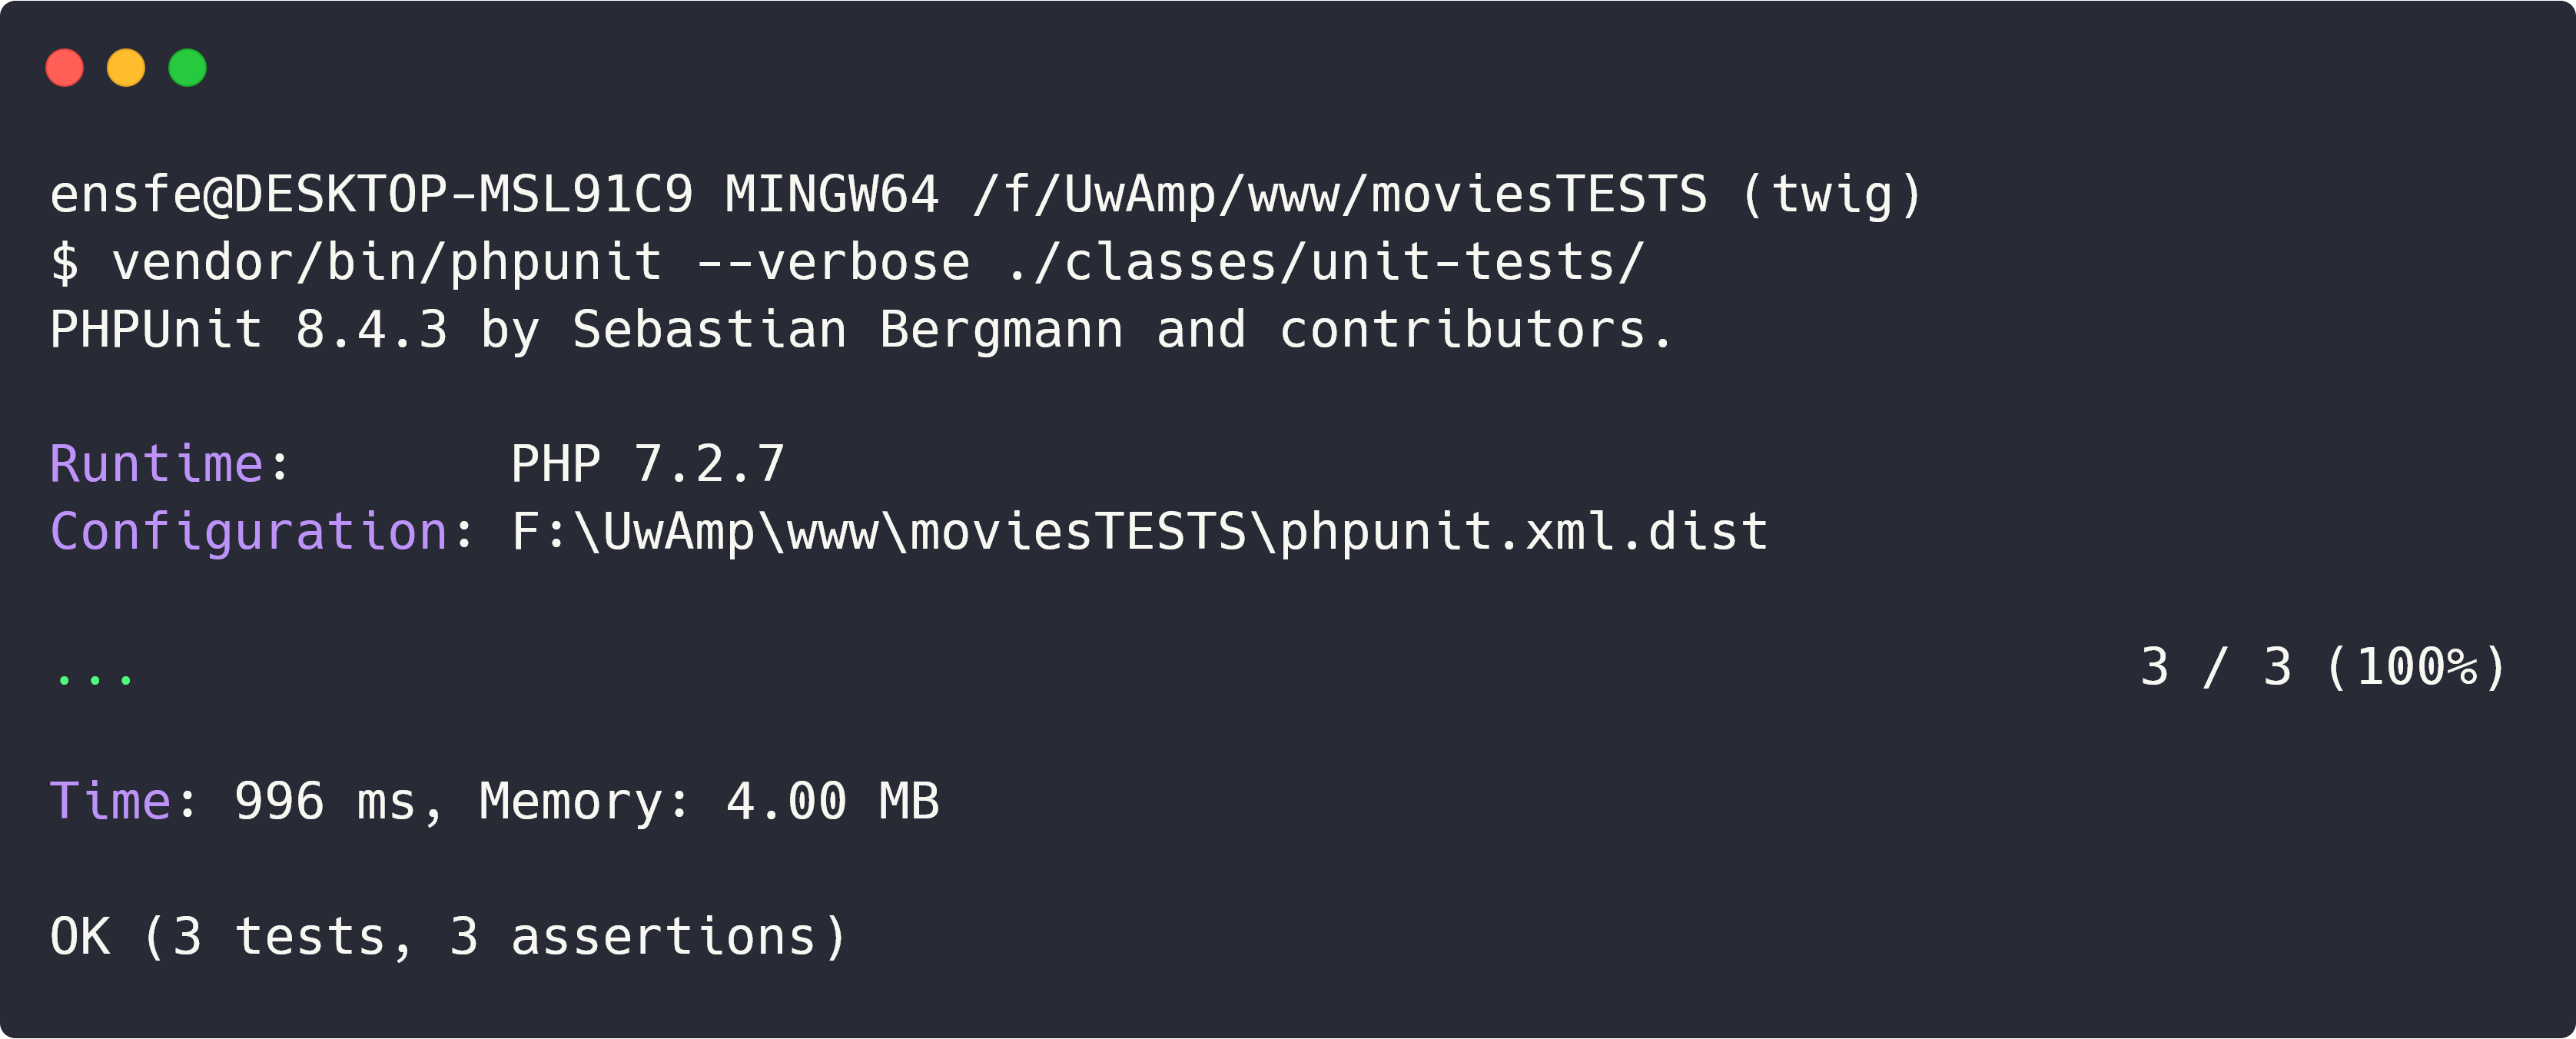 ensfe@DESKTOP-MSL91C9 MINGW64 /f/UwAmp/www/moviesTESTS (twig)
$ vendor/bin/phpunit --verbose ./classes/unit-tests/
PHPUnit 8.4.3 by Sebastian Bergmann and contributors.
Runtime:       PHP 7.2.7
Configuration: F:\UwAmp\www\moviesTESTS\phpunit.xml.dist
...                                                                 3 / 3 (100%)
Time: 996 ms, Memory: 4.00 MB
OK (3 tests, 3 assertions)